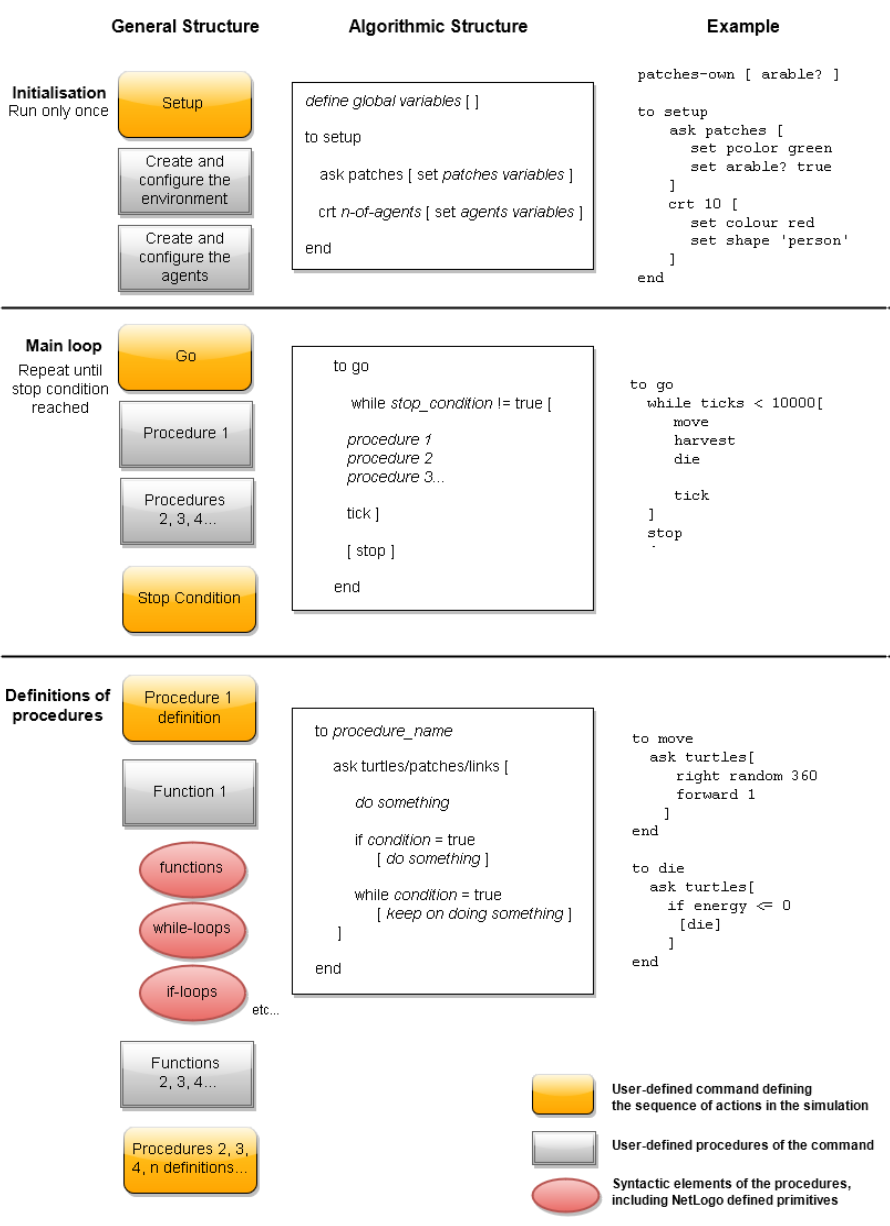 General Structure
Algorithmic Structure
Example
Initialisation
Run only once
Setup
Create and
configure the
environment
Create and
configure the
agents
define global variables [ ]
to setup
ask patches [ set patches variables ]
crt n-of-agents [ set agents variables ]
end
patches-own [ arable? ]
to setup
ask patches [
set pcolor green
set arable? true
]
crt 10 [
set colour red
set shape 'person'
]
end
Main loop
Repeat until
stop condition
reached
Go
Procedure 1
Procedures
2, 3, 4...
Stop Condition
to go
while stop_condition != true [
procedure 1
procedure 2
procedure 3...
tick ]
[ stop ]
end
to go
while ticks < 10000[
move
harvest
die
tick
]
stop
Definitions of
procedures
Procedure 1
definition
Function 1
functions
while-loops
if-loops
etc...
Functions
2, 3, 4...
Procedures 2, 3,
4, n definitions...
to procedure_name
ask turtles/patches/links [
do something
if condition = true
[ do something ]
while condition = true
[ keep on doing something ]
]
end
to move
ask turtles[
right random 360
forward 1
]
end
to die
ask turtles[
if energy <= 0
[die]
]
end
User-defined command defining
the sequence of actions in the simulation
User-defined procedures of the command
Syntactic elements of the procedures,
including NetLogo defined primitives